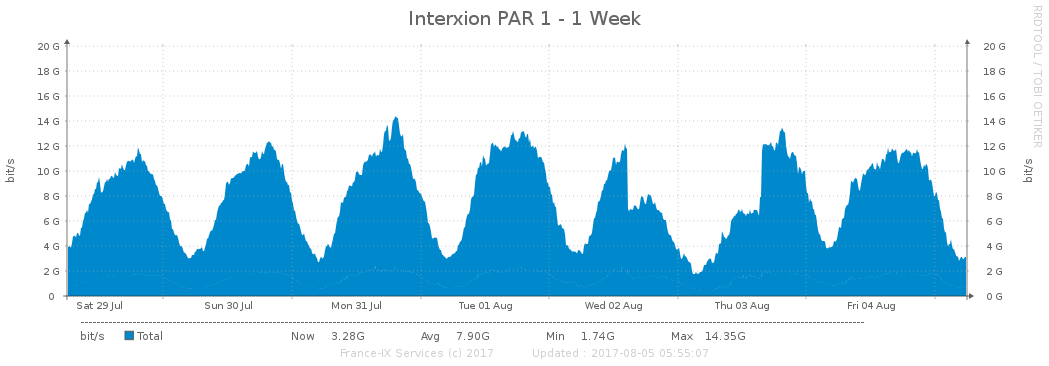 Interxion PAR 1 - 1 Week
RRDTOOL / TOBI OETIKER
bit/s
20 G 20 G
18 G 18 G
16 G 16 G
14 G 14 G
12 G 12 G
10 G 10 G
8 G 8 G
6 G 6 G
4 G 4 G
2 G 2 G
0 0 G
bit/s
Sat 29 Jul Sun 30 Jul Mon 31 Jul Tue 01 Aug Wed 02 Aug Thu 03 Aug Fri 04 Aug
bit/s Total Now 3.28G Avg 7.90G Min 1.74G Max 14.35G
France-IX Services (c) 2017 Updated : 2017-08-05 05:55:07